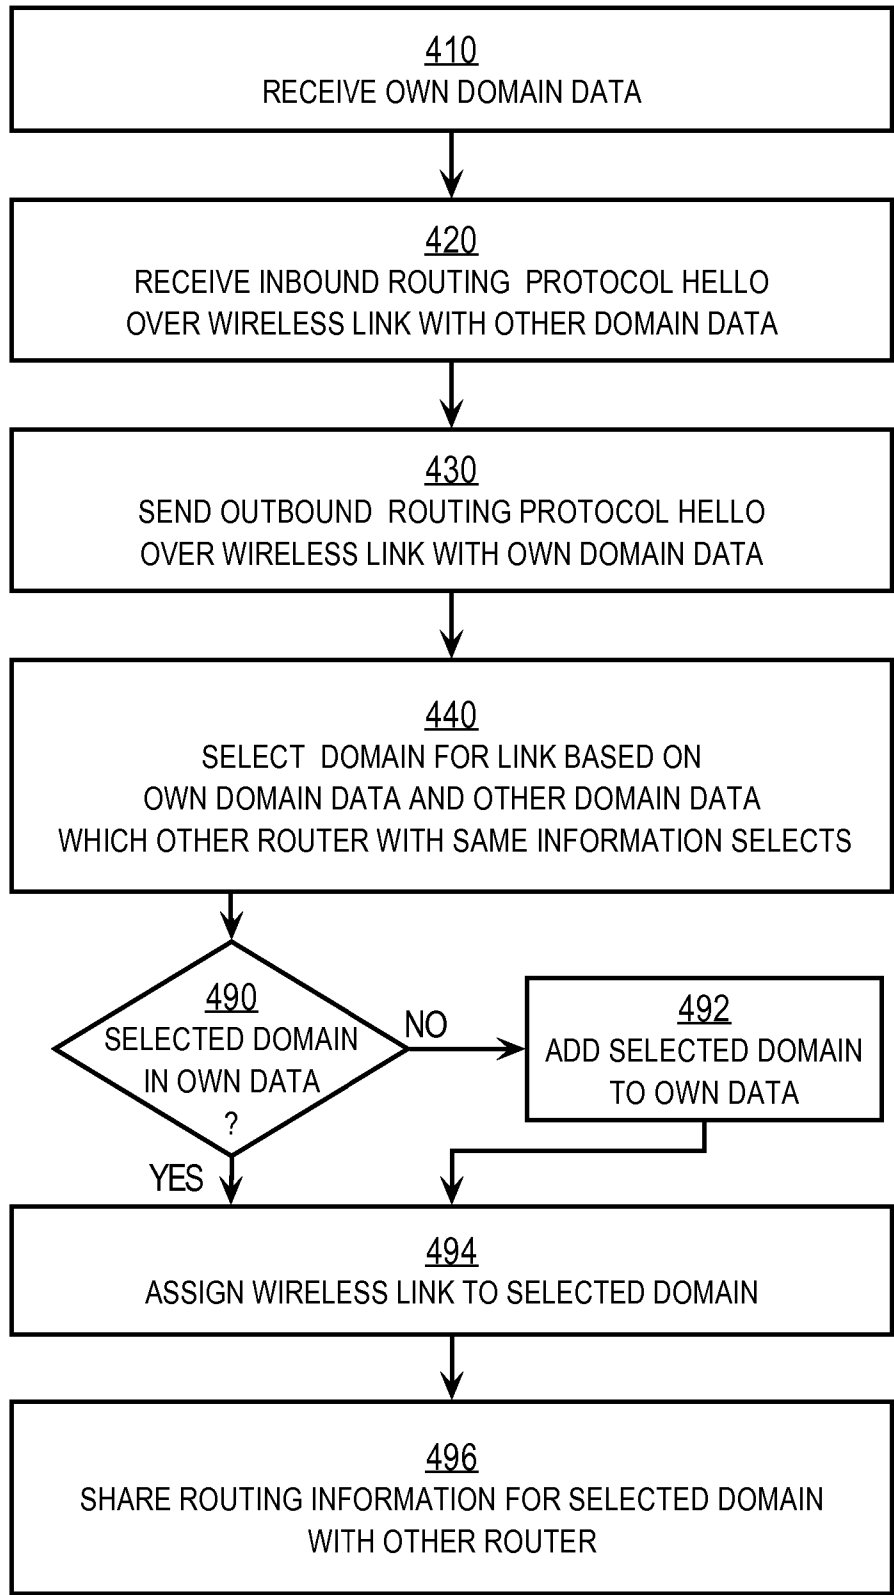 410
RECEIVE OWN DOMAIN DATA
420
RECEIVE INBOUND ROUTING PROTOCOL HELLO
OVER WIRELESS LINK WITH OTHER DOMAIN DATA
430
SEND OUTBOUND ROUTING PROTOCOL HELLO
OVER WIRELESS LINK WITH OWN DOMAIN DATA
440
SELECT DOMAIN FOR LINK BASED ON
OWN DOMAIN DATA AND OTHER DOMAIN DATA
WHICH OTHER ROUTER WITH SAME INFORMATION SELECTS
490
SELECTED DOMAIN
IN OWN DATA
?
NO
492
ADD SELECTED DOMAIN
TO OWN DATA
YES
494
ASSIGN WIRELESS LINK TO SELECTED DOMAIN
496
SHARE ROUTING INFORMATION FOR SELECTED DOMAIN
WITH OTHER ROUTER